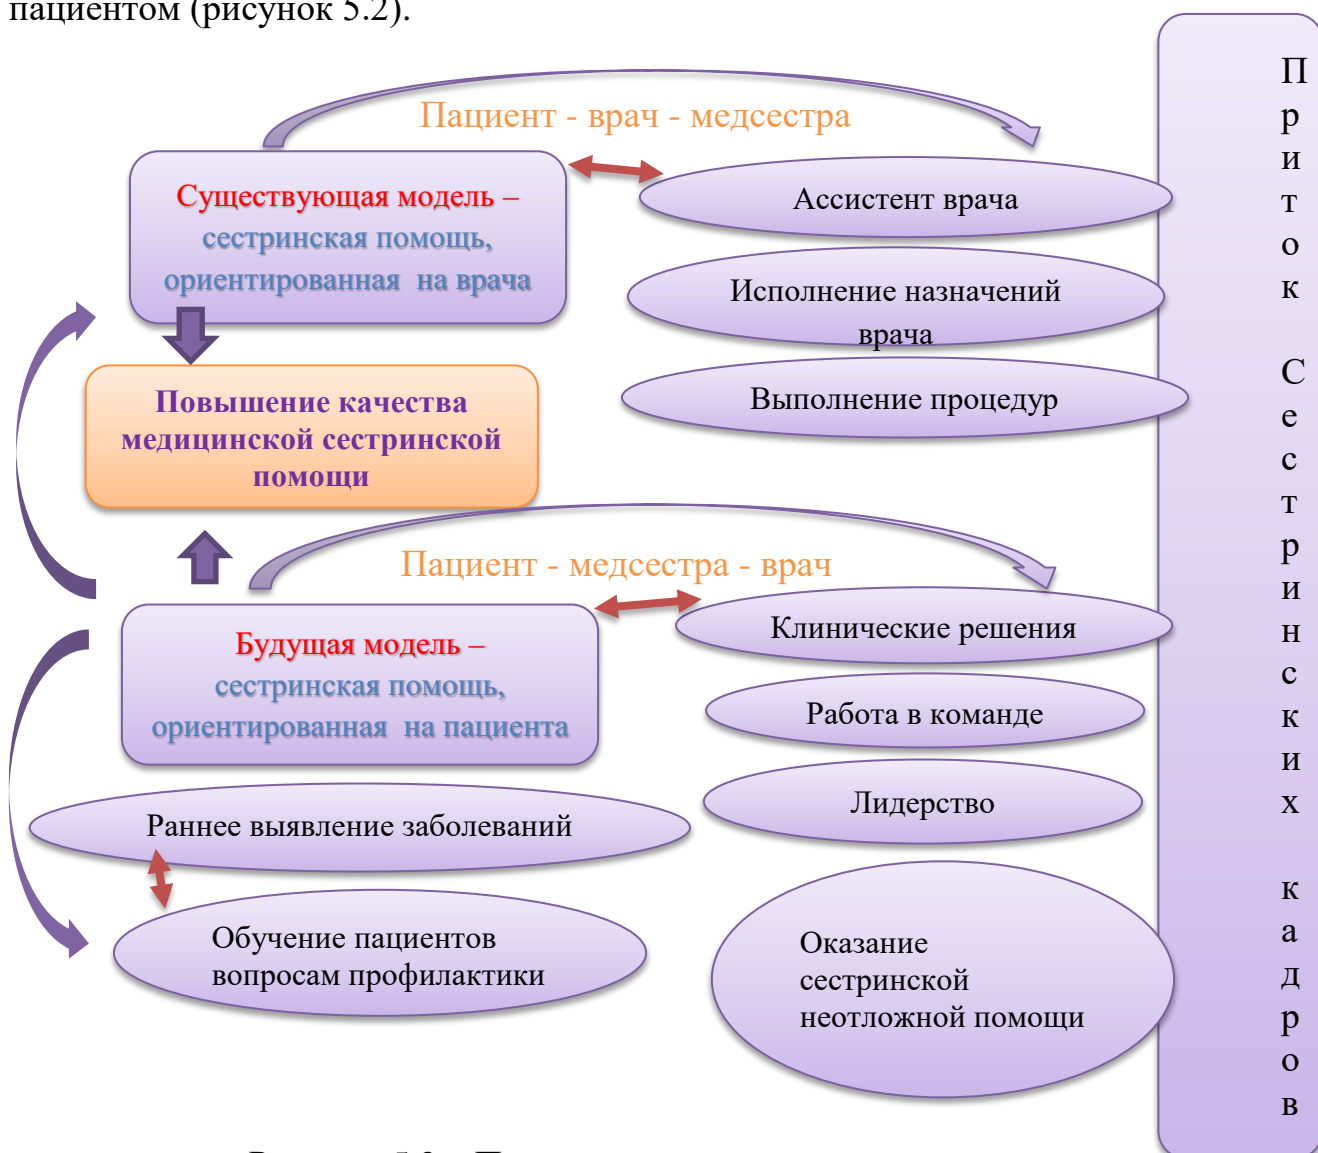 пациентом (рисунок 5.2).
Пациент - врач - медсестра
Существующая модель –
сестринская помощь,
ориентированная на врача
Ассистент врача
Исполнение назначений
врача
Выполнение процедур
Повышение качества
медицинской сестринской
помощи
Пациент - медсестра - врач
Будущая модель –
сестринская помощь,
ориентированная на пациента
Клинические решения
Работа в команде
Лидерство
Раннее выявление заболеваний
Обучение пациентов
вопросам профилактики
Оказание
сестринской
неотложной помощи
Приток Сестринских кадров